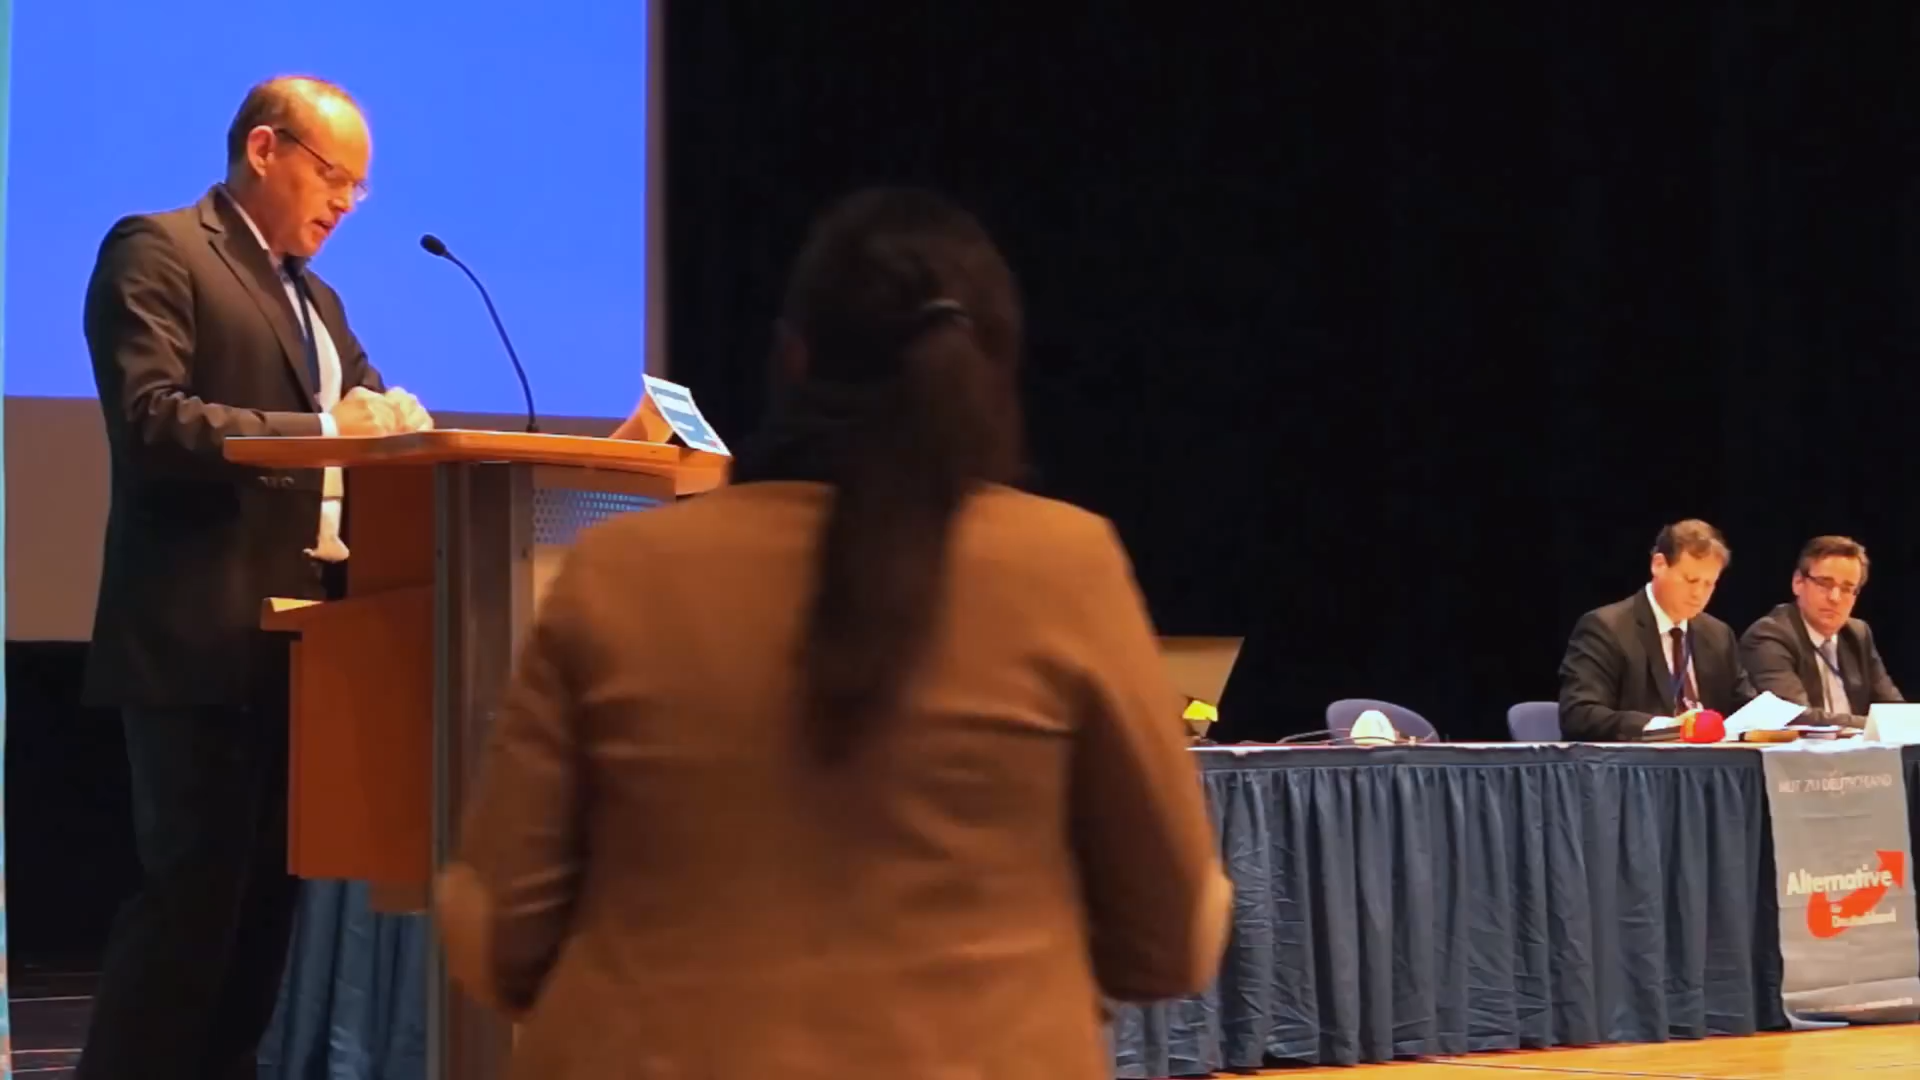 MUT ZU DEUTSCHLAND
Alternative
für
Deutschland